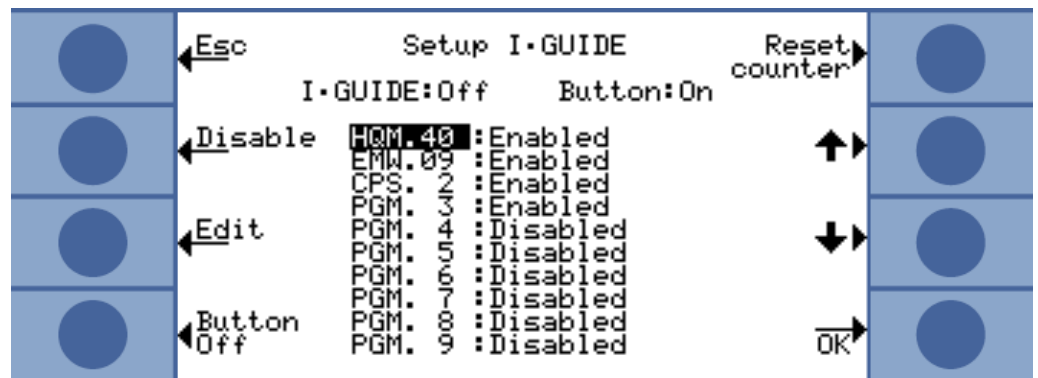 Esc Setup I·GUIDE Reset
counter
I·GUIDE:Off Button:On
Disable HQM.40 :Enabled
EMW.09 :Enabled
CPS. 2 :Enabled
PGM. 3 :Enabled
Edit PGM. 4 :Disabled
PGM. 5 :Disabled
PGM. 6 :Disabled
PGM. 7 :Disabled
Button PGM. 8 :Disabled
Off PGM. 9 :Disabled OK